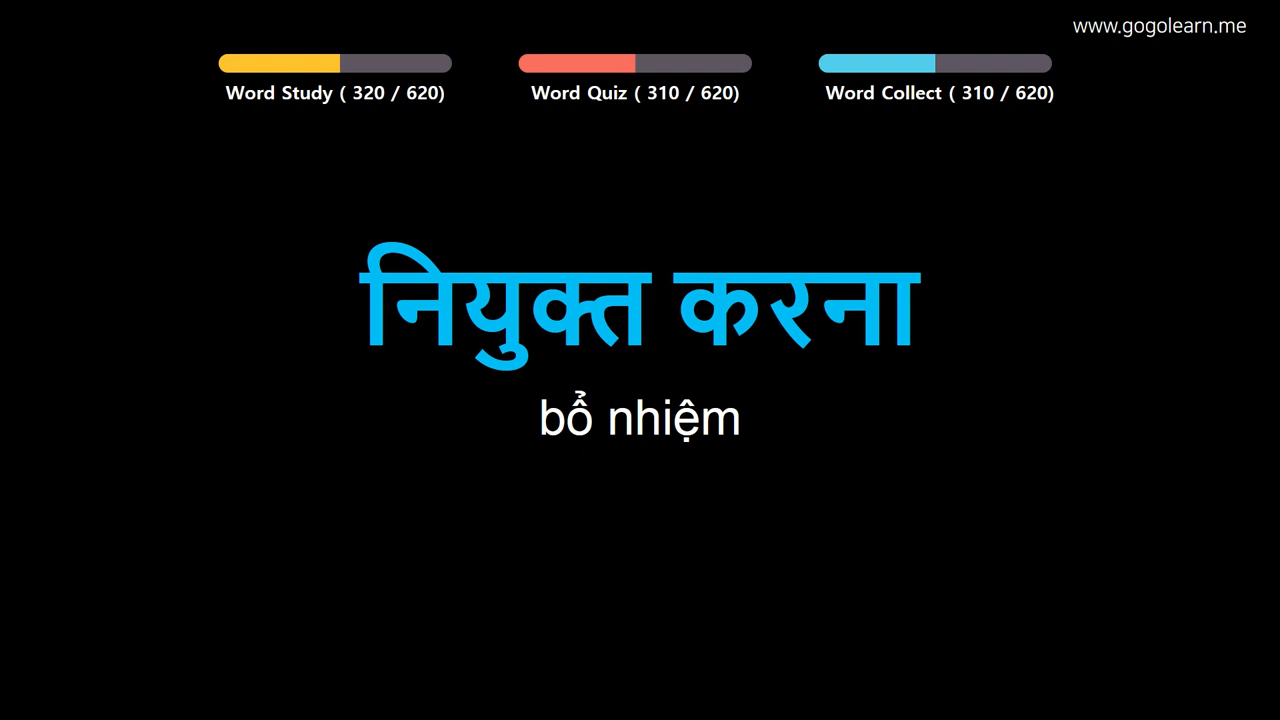 www.gogolearn.me
Word Study ( 320 / 620)
Word Quiz ( 310 / 620)
Word Collect ( 310 / 620)
नियुक्त करना
bổ nhiệm